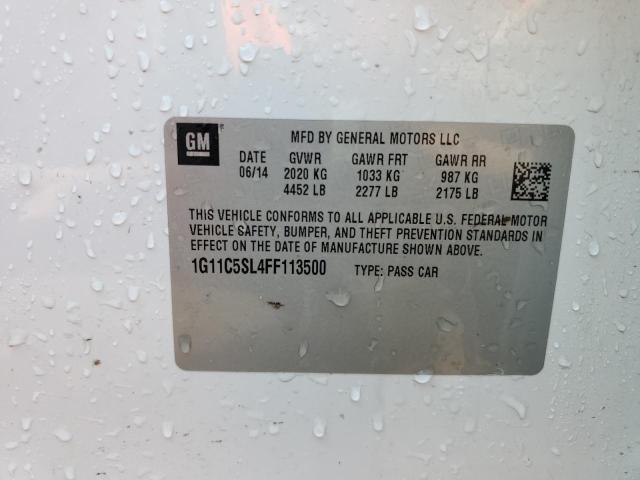 GM
MFD BY GENERAL MOTORS LLC
DATE GVWR GAWR FRT GAWR RR
06/14 2020 KG 1033 KG 987 KG
4452 LB 2277 LB 2175 LB
THIS VEHICLE CONFORMS TO ALL APPLICABLE U.S. FEDERAL MOTOR
VEHICLE SAFETY, BUMPER, AND THEFT PREVENTION STANDARDS IN
EFFECT ON THE DATE OF MANUFACTURE SHOWN ABOVE.
1G11C5SL4FF113500 TYPE: PASS CAR